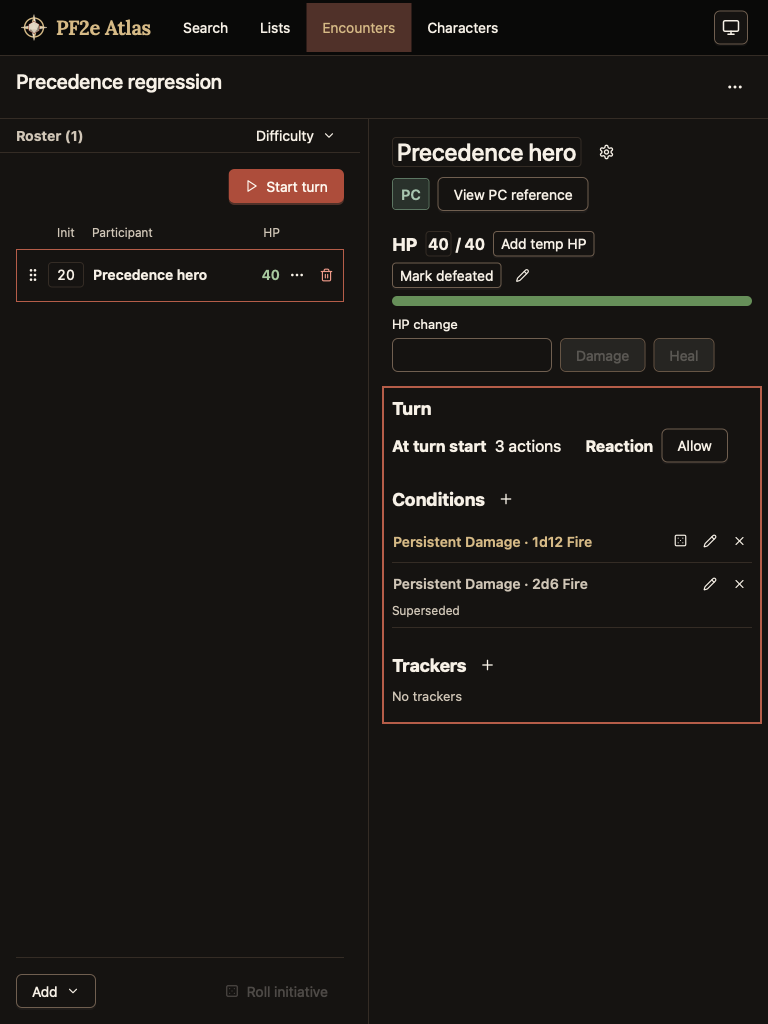 PF2e Atlas Search Lists Encounters Characters
Precedence regression
Roster (1) Difficulty
Start turn
Init Participant HP
20 Precedence hero 40
Add Roll initiative
Precedence hero
PC View PC reference
HP 40 / 40 Add temp HP
Mark defeated
HP change
Damage Heal
Turn
At turn start 3 actions Reaction Allow
Conditions
Persistent Damage · 1d12 Fire
Persistent Damage · 2d6 Fire
Superseded
Trackers
No trackers